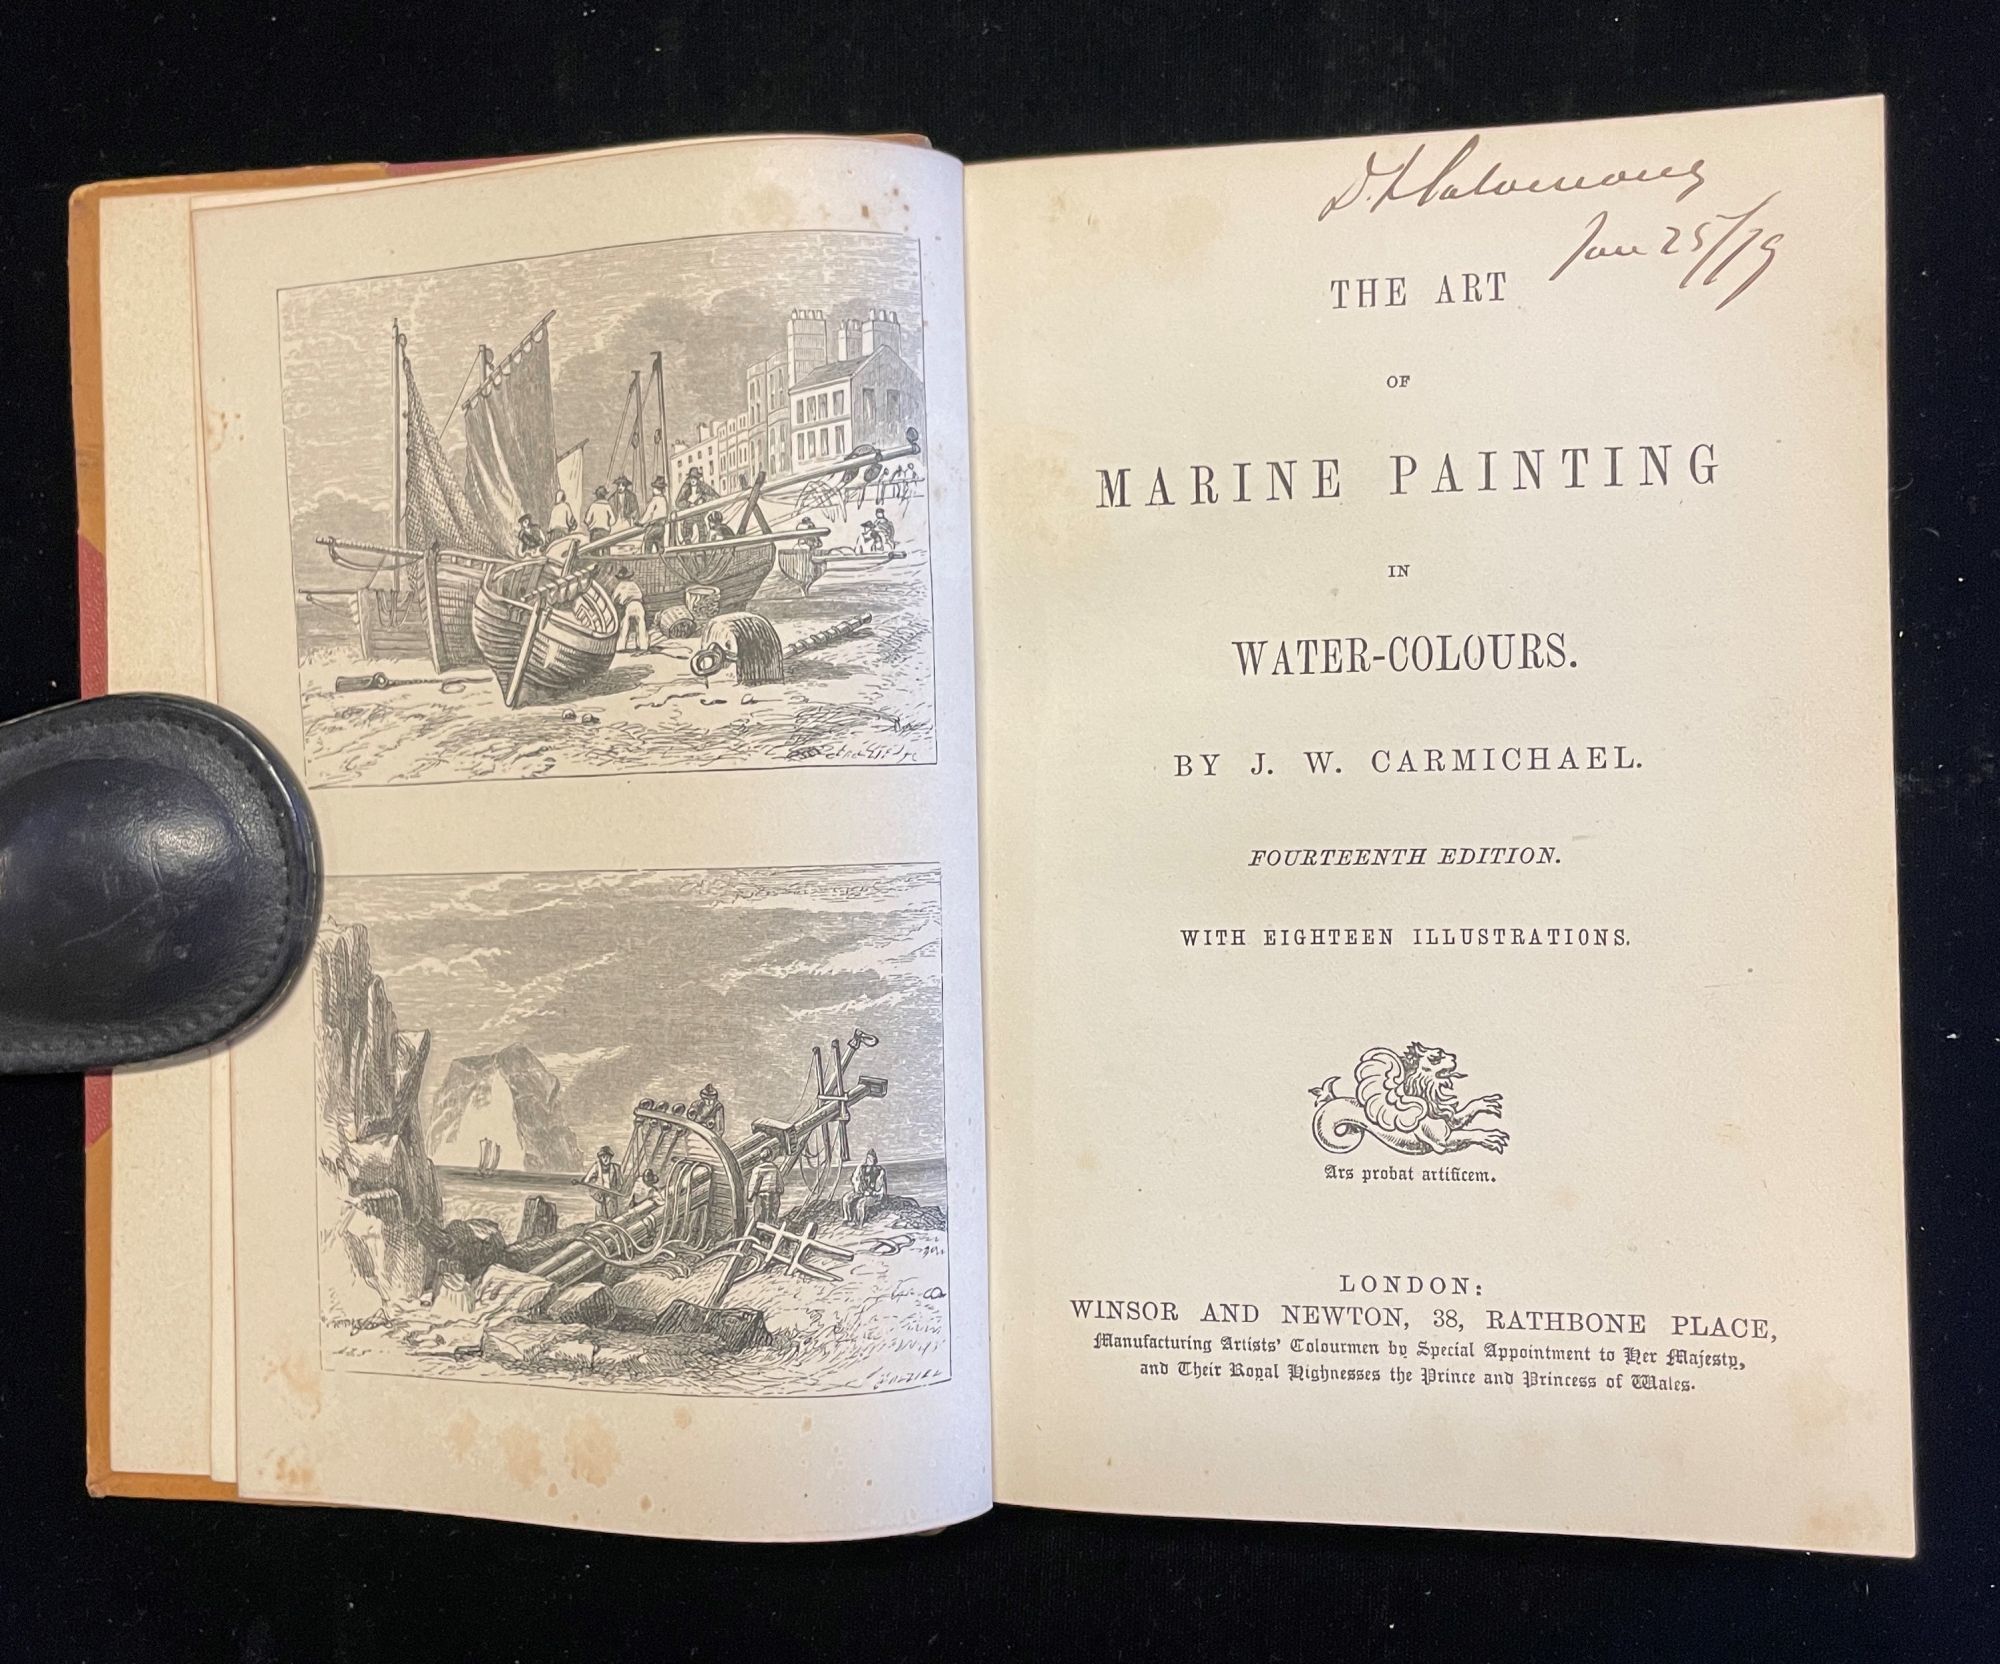 Jan 25/79
THE ART
OF
MARINE PAINTING
IN
WATER-COLOURS.
BY J. W. CARMICHAEL.
FOURTEENTH EDITION.
WITH EIGHTEEN ILLUSTRATIONS.
Ars probat artificem.
LONDON:
WINSOR AND NEWTON, 38, RATHBONE PLACE,
Manufacturing Artists' Colourmen by Special Appointment to Her Majesty,
and Their Royal Highnesses the Prince and Princess of Wales.